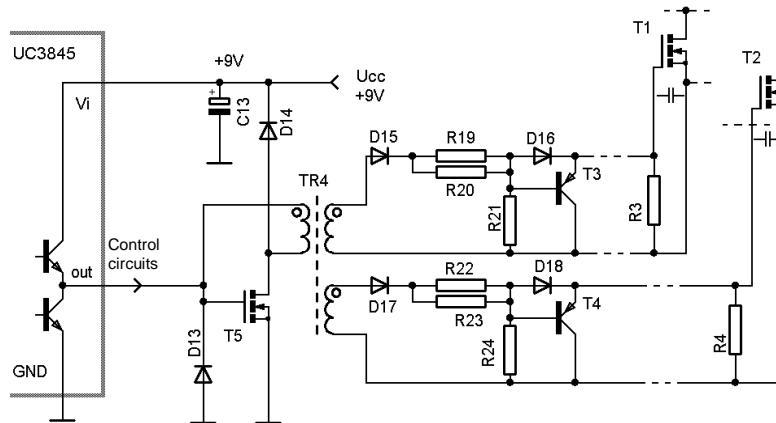 T1
UC3845
+9V
Ucc
+9V
T2
Vi
+
C13
D14
D15
R19
D16
TR4
R20
T3
R21
R3
Control
circuits
out
R22
D18
D17
R23
T4
T5
D13
R24
R4
GND